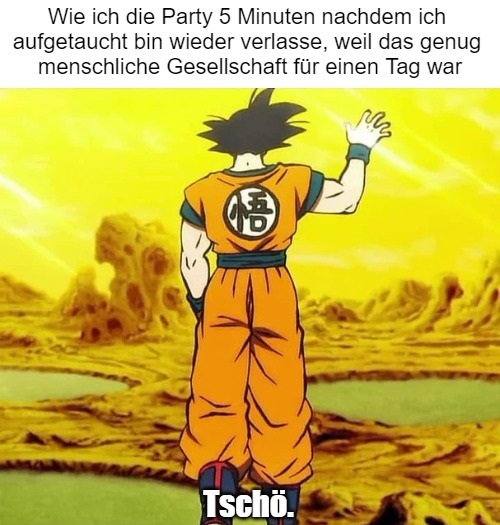 Wie ich die Party 5 Minuten nachdem ich
aufgetaucht bin wieder verlasse, weil das genug
menschliche Gesellschaft für einen Tag war
悟
Tschö.